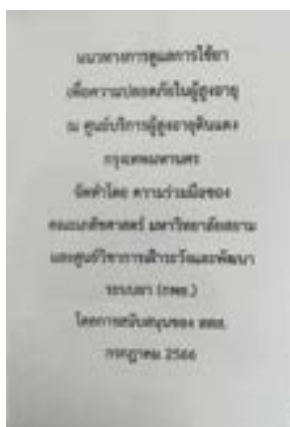 แนวทางการดูแลการใช้ยา
เพื่อความปลอดภัยในผู้สูงอายุ
ณ ศูนย์บริการผู้สูงอายุดินแดง
กรุงเทพมหานคร
จัดทำโดย ความร่วมมือของ
คณะเภสัชศาสตร์ มหาวิทยาลัยสยาม
และศูนย์วิชาการเฝ้าระวังและพัฒนา
ระบบยา (กพย.)
โดยการสนับสนุนของ สสส.
กรกฎาคม 2566